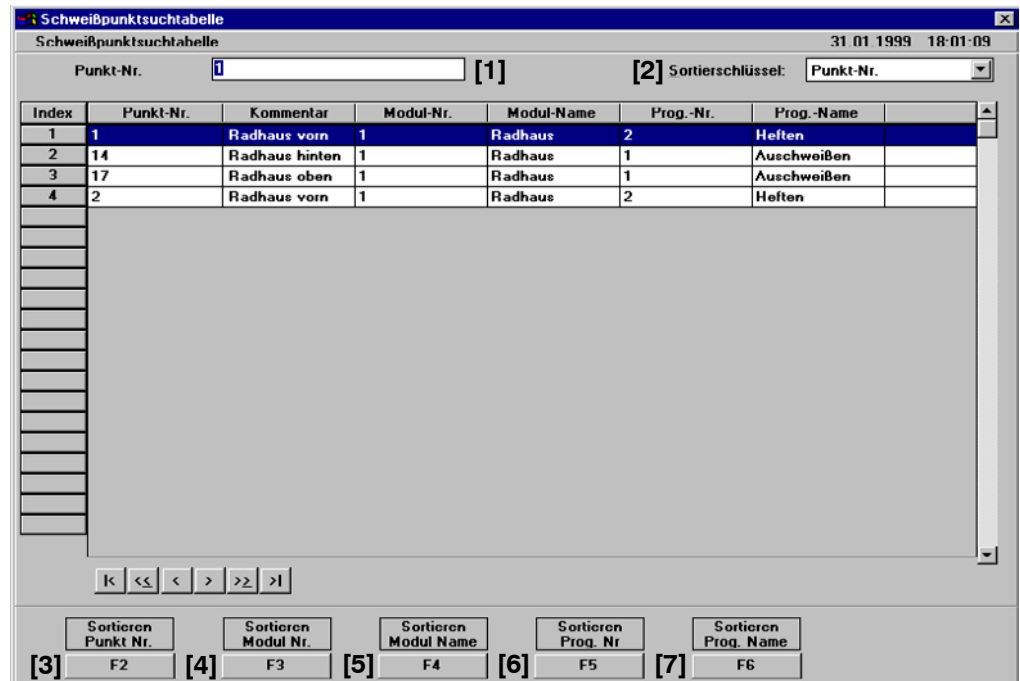 Schweißpunktsuchtabelle
Schweißpunktsuchtabelle 31.01.1999 18:01:09
Punkt-Nr. 1 [1] [2] Sortierschlüssel: Punkt-Nr.
Index Punkt-Nr. Kommentar Modul-Nr. Modul-Name Prog.-Nr. Prog.-Name
1 1 Radhaus vorn 1 Radhaus 2 Heften
2 14 Radhaus hinten 1 Radhaus 1 Auschweißen
3 17 Radhaus oben 1 Radhaus 1 Auschweißen
4 2 Radhaus vorn 1 Radhaus 2 Heften
|< << < > >> >|
Sortieren Sortieren Sortieren Sortieren Sortieren
Punkt Nr. Modul Nr. Modul Name Prog. Nr Prog. Name
[3] F2 [4] F3 [5] F4 [6] F5 [7] F6